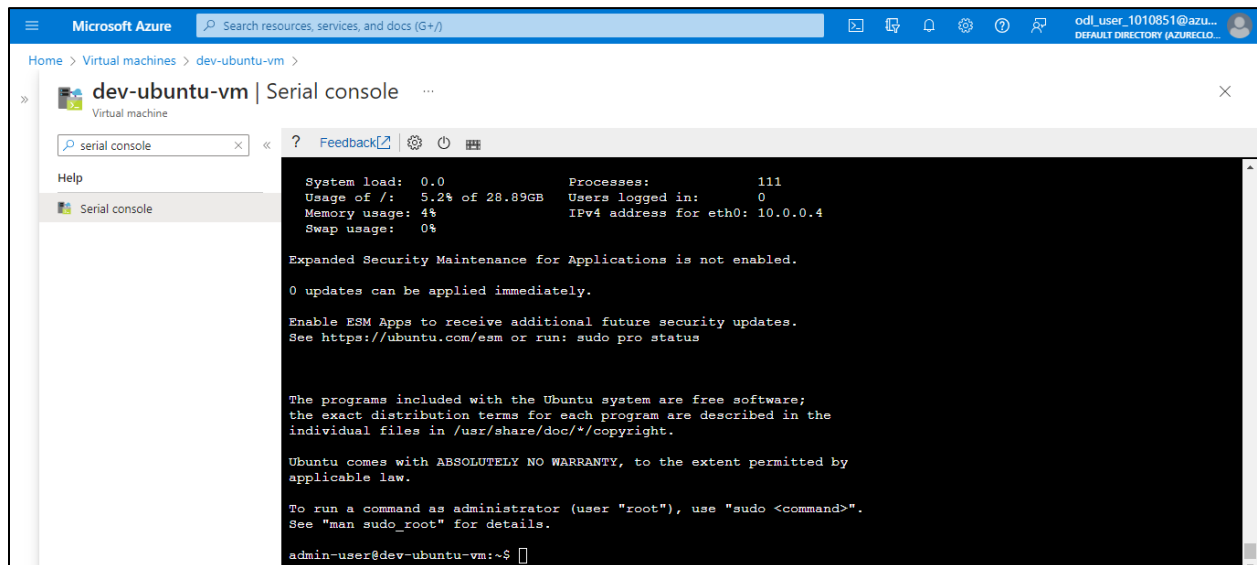 Microsoft Azure
Search resources, services, and docs (G+/)
odl_user_1010851@azu...
DEFAULT DIRECTORY (AZURECLO...
Home > Virtual machines > dev-ubuntu-vm >
dev-ubuntu-vm | Serial console ...
Virtual machine
serial console
? Feedback
Help
Serial console
System load: 0.0 Processes: 111
Usage of /: 5.2% of 28.89GB Users logged in: 0
Memory usage: 4% IPv4 address for eth0: 10.0.0.4
Swap usage: 0%
Expanded Security Maintenance for Applications is not enabled.
0 updates can be applied immediately.
Enable ESM Apps to receive additional future security updates.
See https://ubuntu.com/esm or run: sudo pro status
The programs included with the Ubuntu system are free software;
the exact distribution terms for each program are described in the
individual files in /usr/share/doc/*/copyright.
Ubuntu comes with ABSOLUTELY NO WARRANTY, to the extent permitted by
applicable law.
To run a command as administrator (user "root"), use "sudo <command>".
See "man sudo_root" for details.
admin-user@dev-ubuntu-vm:~$